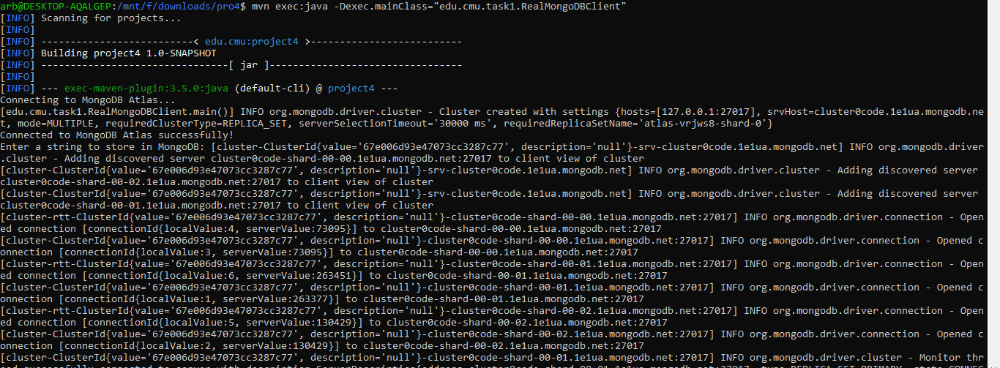 arb@DESKTOP-AQALGEP:/mnt/f/downloads/pro4$ mvn exec:java -Dexec.mainClass="edu.cmu.task1.RealMongoDBClient"
[INFO] Scanning for projects...
[INFO]
[INFO] --------------------------< edu.cmu:project4 >--------------------------
[INFO] Building project4 1.0-SNAPSHOT
[INFO] --------------------------------[ jar ]---------------------------------
[INFO]
[INFO] --- exec-maven-plugin:3.5.0:java (default-cli) @ project4 ---
Connecting to MongoDB Atlas...
[edu.cmu.task1.RealMongoDBClient.main()] INFO org.mongodb.driver.cluster - Cluster created with settings {hosts=[127.0.0.1:27017], srvHost=cluster0code.1e1ua.mongodb.ne
t, mode=MULTIPLE, requiredClusterType=REPLICA_SET, serverSelectionTimeout='30000 ms', requiredReplicaSetName='atlas-vrjws8-shard-0'}
Connected to MongoDB Atlas successfully!
Enter a string to store in MongoDB: [cluster-ClusterId{value='67e006d93e47073cc3287c77', description='null'}-srv-cluster0code.1e1ua.mongodb.net] INFO org.mongodb.driver
.cluster - Adding discovered server cluster0code-shard-00-00.1e1ua.mongodb.net:27017 to client view of cluster
[cluster-ClusterId{value='67e006d93e47073cc3287c77', description='null'}-srv-cluster0code.1e1ua.mongodb.net] INFO org.mongodb.driver.cluster - Adding discovered server
cluster0code-shard-00-02.1e1ua.mongodb.net:27017 to client view of cluster
[cluster-ClusterId{value='67e006d93e47073cc3287c77', description='null'}-srv-cluster0code.1e1ua.mongodb.net] INFO org.mongodb.driver.cluster - Adding discovered server
cluster0code-shard-00-01.1e1ua.mongodb.net:27017 to client view of cluster
[cluster-rtt-ClusterId{value='67e006d93e47073cc3287c77', description='null'}-cluster0code-shard-00-00.1e1ua.mongodb.net:27017] INFO org.mongodb.driver.connection - Open
ed connection [connectionId{localValue:4, serverValue:73095}] to cluster0code-shard-00-00.1e1ua.mongodb.net:27017
[cluster-ClusterId{value='67e006d93e47073cc3287c77', description='null'}-cluster0code-shard-00-00.1e1ua.mongodb.net:27017] INFO org.mongodb.driver.connection - Opened c
onnection [connectionId{localValue:3, serverValue:73095}] to cluster0code-shard-00-00.1e1ua.mongodb.net:27017
[cluster-rtt-ClusterId{value='67e006d93e47073cc3287c77', description='null'}-cluster0code-shard-00-01.1e1ua.mongodb.net:27017] INFO org.mongodb.driver.connection - Open
ed connection [connectionId{localValue:6, serverValue:263451}] to cluster0code-shard-00-01.1e1ua.mongodb.net:27017
[cluster-ClusterId{value='67e006d93e47073cc3287c77', description='null'}-cluster0code-shard-00-01.1e1ua.mongodb.net:27017] INFO org.mongodb.driver.connection - Opened c
onnection [connectionId{localValue:1, serverValue:263377}] to cluster0code-shard-00-01.1e1ua.mongodb.net:27017
[cluster-rtt-ClusterId{value='67e006d93e47073cc3287c77', description='null'}-cluster0code-shard-00-02.1e1ua.mongodb.net:27017] INFO org.mongodb.driver.connection - Open
ed connection [connectionId{localValue:5, serverValue:130429}] to cluster0code-shard-00-02.1e1ua.mongodb.net:27017
[cluster-ClusterId{value='67e006d93e47073cc3287c77', description='null'}-cluster0code-shard-00-02.1e1ua.mongodb.net:27017] INFO org.mongodb.driver.connection - Opened c
onnection [connectionId{localValue:2, serverValue:130429}] to cluster0code-shard-00-02.1e1ua.mongodb.net:27017
[cluster-ClusterId{value='67e006d93e47073cc3287c77', description='null'}-cluster0code-shard-00-01.1e1ua.mongodb.net:27017] INFO org.mongodb.driver.cluster - Monitor thr